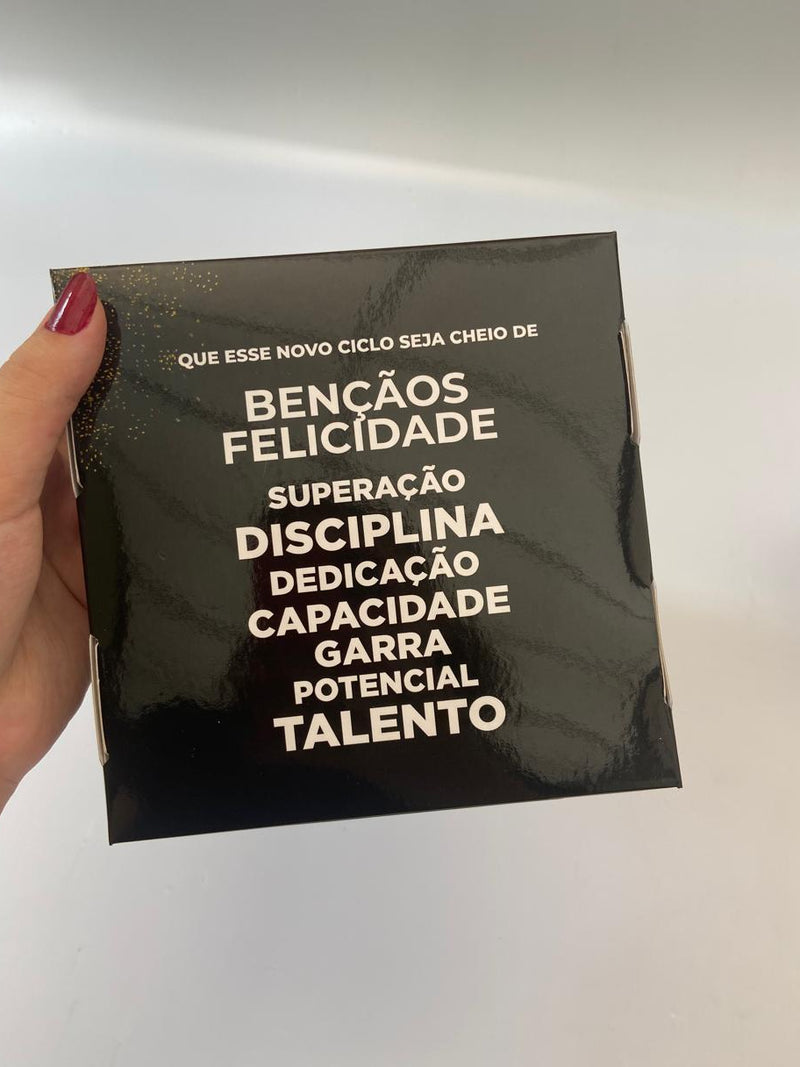 QUE ESSE NOVO CICLO SEJA CHEIO DE
BENÇÃOS
FELICIDADE
SUPERAÇÃO
DISCIPLINA
DEDICAÇÃO
CAPACIDADE
GARRA
POTENCIAL
TALENTO